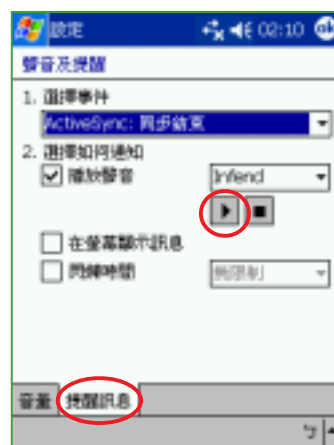 設定 02:10 ok
聲音及提醒
1. 選擇事件
ActiveSync: 同步結束
2. 選擇如何通知
播放聲音 Infend
在螢幕顯示訊息
閃爍時間 無限制
音量 提醒訊息